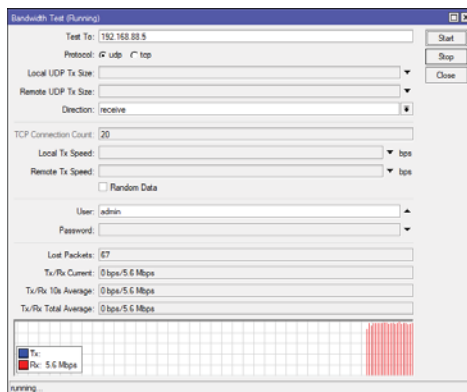 Bandwidth Test (Running)
Test To: 192.168.88.5
Start
Protocol: udp tcp
Stop
Local UDP Tx Size:
Close
Remote UDP Tx Size:
Direction: receive
TCP Connection Count: 20
Local Tx Speed: bps
Remote Tx Speed: bps
Random Data
User: admin
Password:
Lost Packets: 67
Tx/Rx Current: 0 bps/5.6 Mbps
Tx/Rx 10s Average: 0 bps/5.6 Mbps
Tx/Rx Total Average: 0 bps/5.6 Mbps
Tx:
Rx: 5.6 Mbps
running...